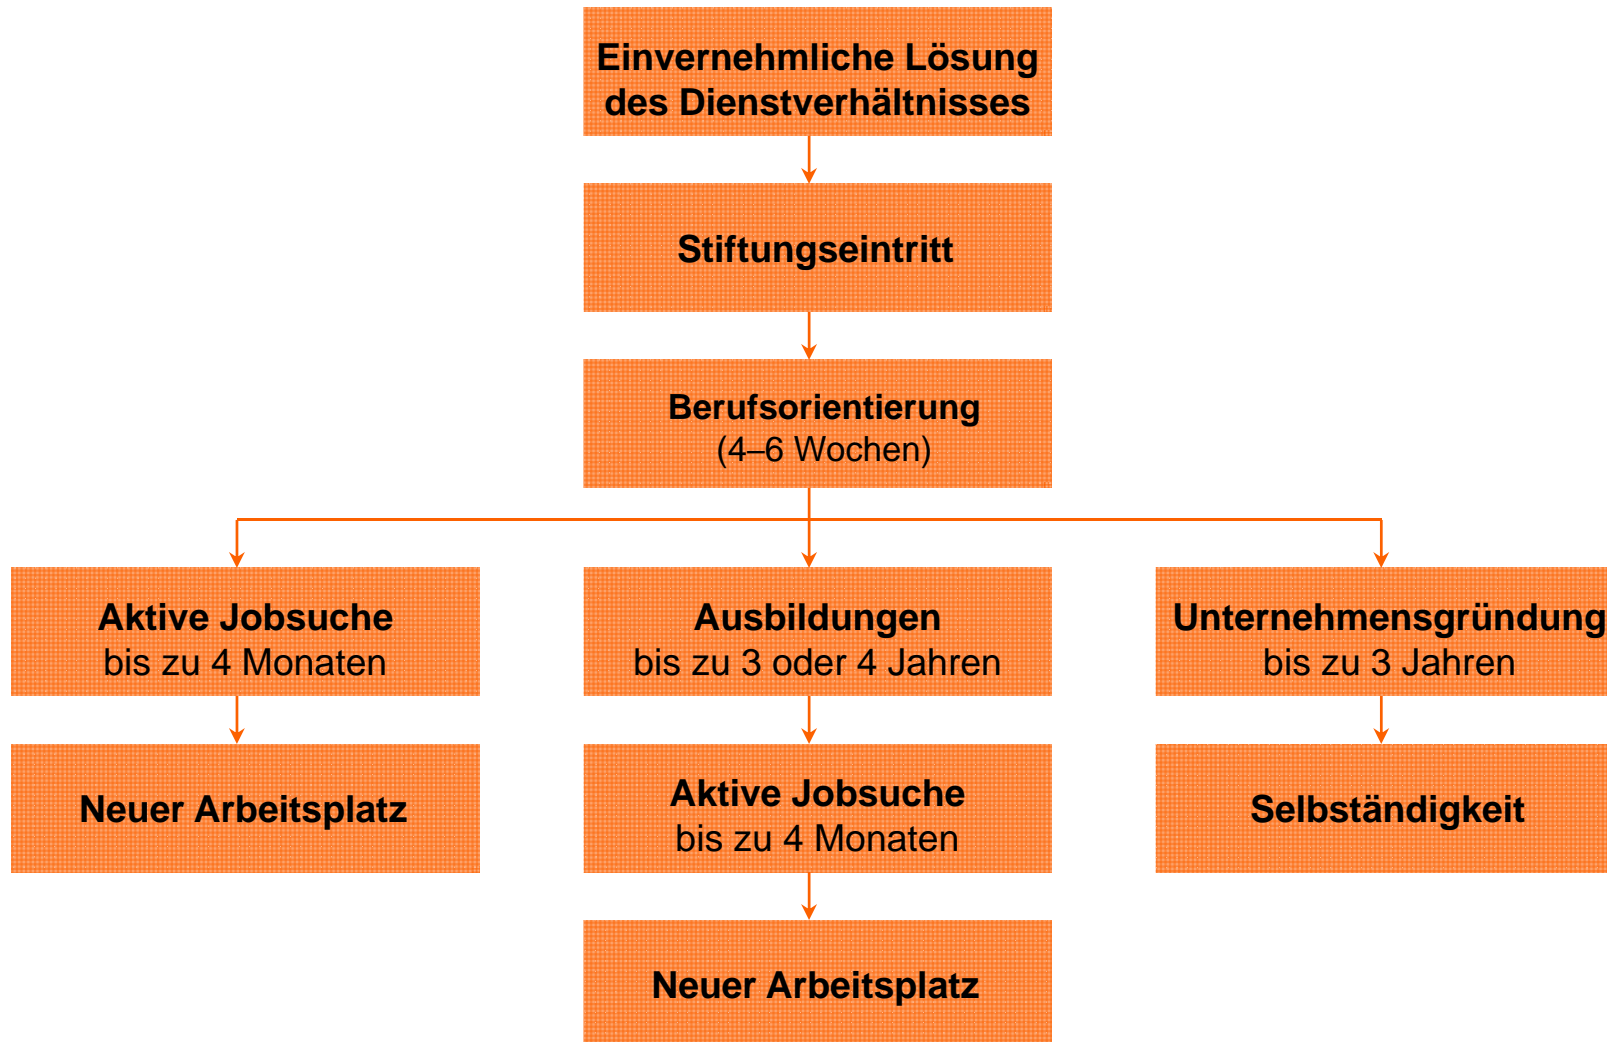 Einvernehmliche Lösung
des Dienstverhältnisses
Stiftungseintritt
Berufsorientierung
(4–6 Wochen)
Aktive Jobsuche
bis zu 4 Monaten
Ausbildungen
bis zu 3 oder 4 Jahren
Unternehmensgründung
bis zu 3 Jahren
Neuer Arbeitsplatz
Aktive Jobsuche
bis zu 4 Monaten
Selbständigkeit
Neuer Arbeitsplatz